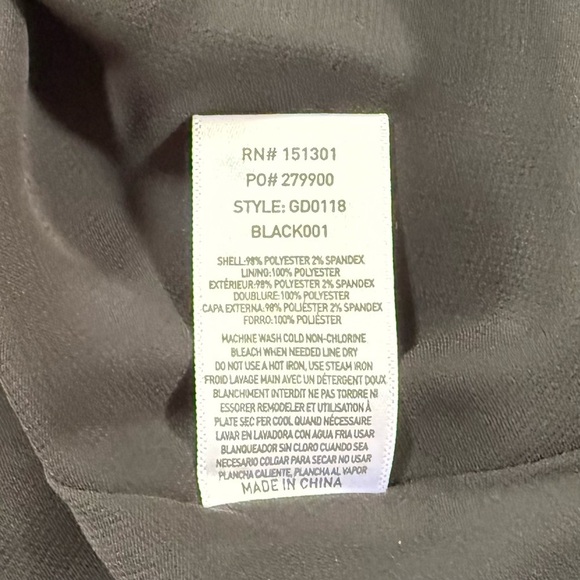 RN# 151301
PO# 279900
STYLE: GD0118
BLACK001
SHELL:98% POLYESTER 2% SPANDEX
LINING:100% POLYESTER
EXTÉRIEUR:98% POLYESTER 2% SPANDEX
DOUBLURE:100% POLYESTER
CAPA EXTERNA:98% POLIÉSTER 2% SPANDEX
FORRO:100% POLIÉSTER
MACHINE WASH COLD NON-CHLORINE
BLEACH WHEN NEEDED LINE DRY
DO NOT USE A HOT IRON, USE STEAM IRON
FROID LAVAGE MAIN AVEC UN DÉTERGENT DOUX
BLANCHIMENT INTERDIT NE PAS TORDRE NI
ESSORER REMODELER ET UTILISATION À
PLATE SEC FER COOL QUAND NÉCESSAIRE
LAVAR EN LAVADORA CON AGUA FRIA USAR
BLANQUEADOR SIN CLORO CUANDO SEA
NECESARIO COLGAR PARA SECAR NO USAR
PLANCHA CALIENTE, PLANCHA AL VAPOR
MADE IN CHINA